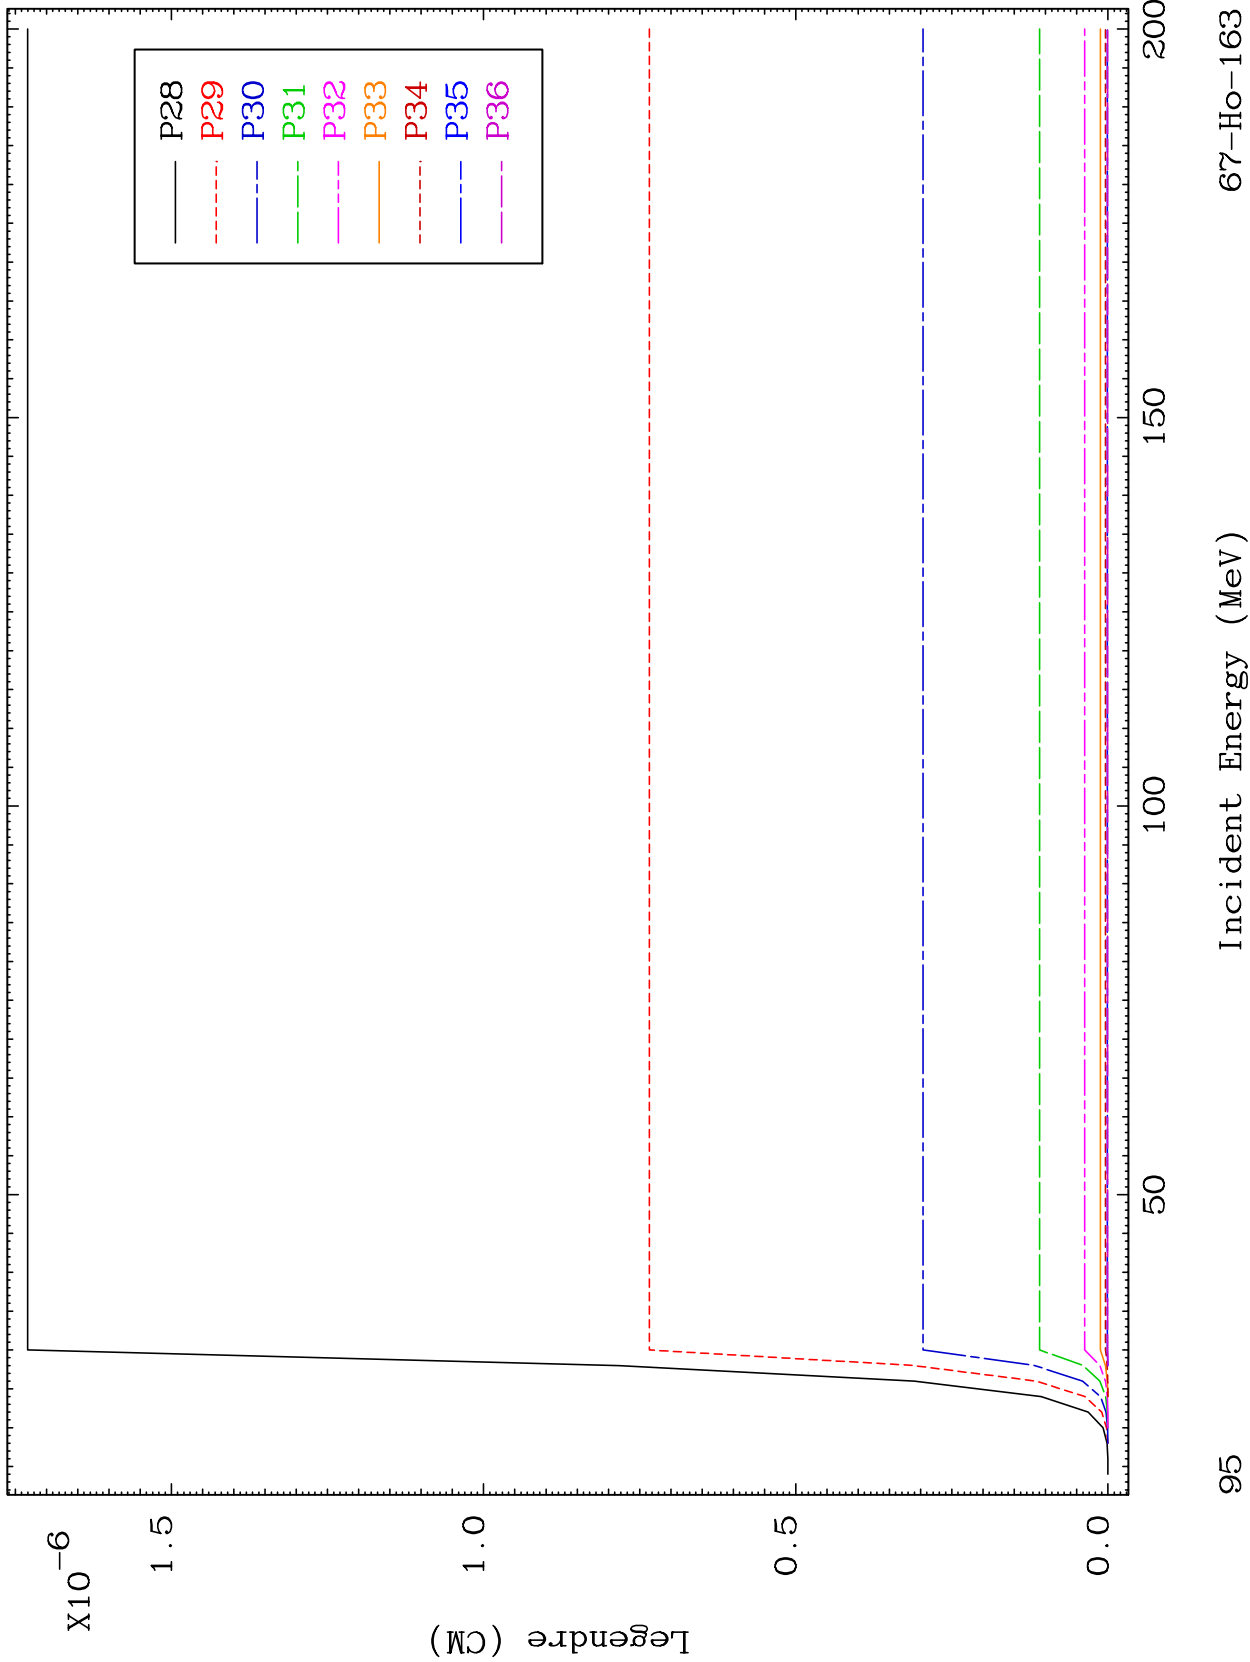 X10-6
1.5
1.0
0.5
0.0
Legendre (CM)
P28
P29
P30
P31
P32
P33
P34
P35
P36
50
100
150
200
Incident Energy (MeV)
95
67-Ho-163